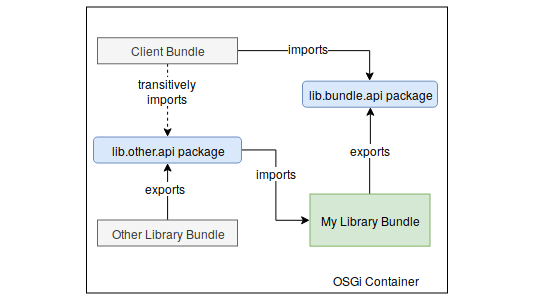 Client Bundle
imports
transitively
imports
lib.bundle.api package
lib.other.api package
exports
imports
exports
Other Library Bundle
My Library Bundle
OSGi Container